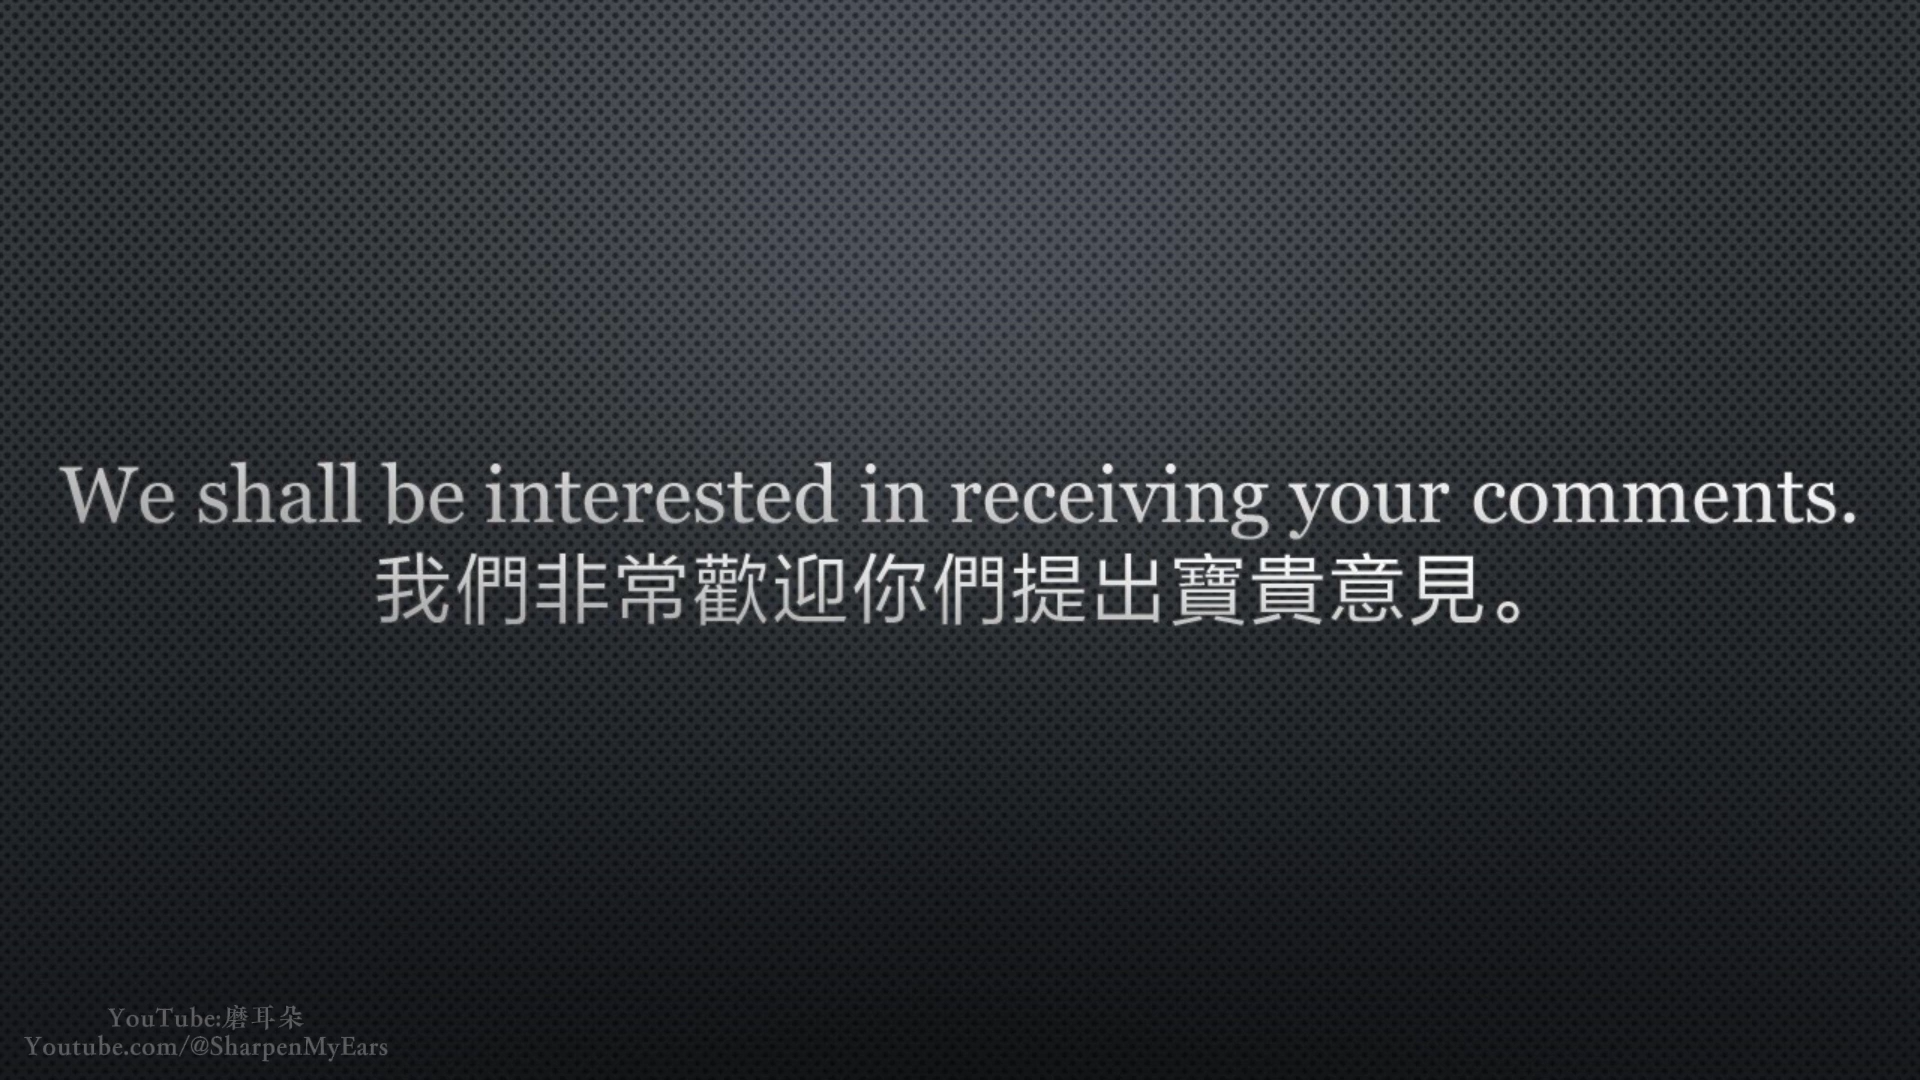 We shall be interested in receiving your comments.
我們非常歡迎你們提出寶貴意見。
YouTube:磨耳朵
Youtube.com/@SharpenMyEars